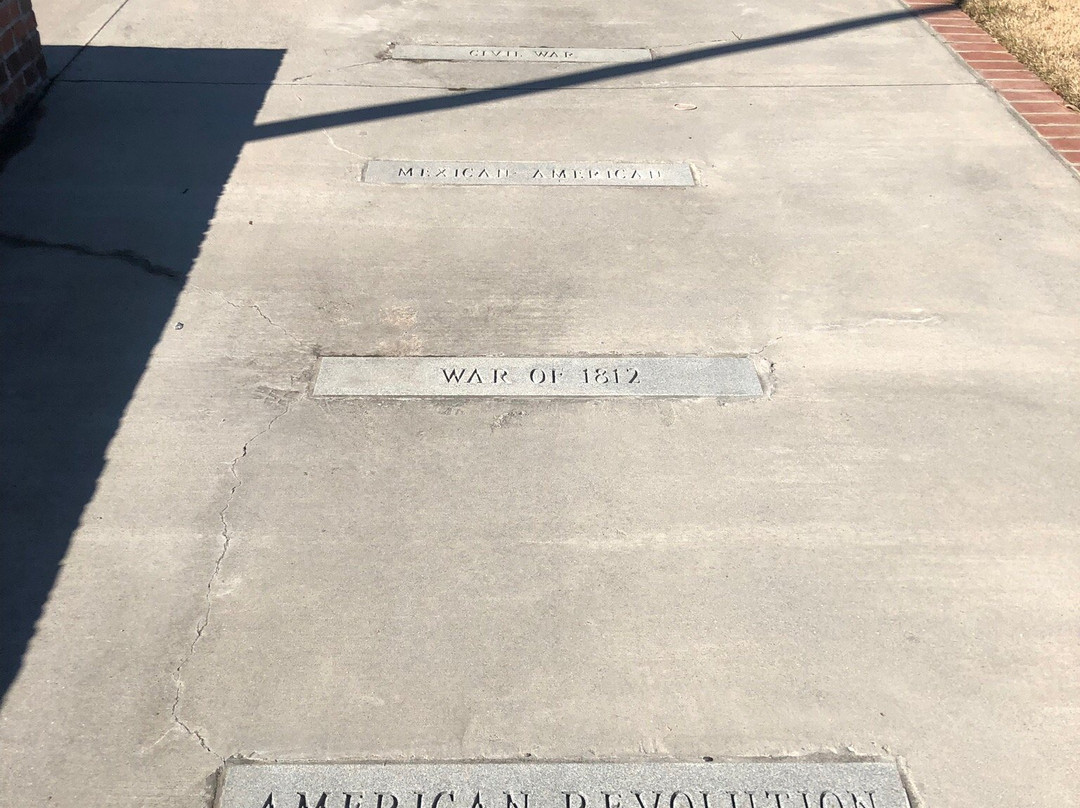 CIVIL WAR
MEXICAN - AMERICAN
WAR OF 1812
AMERICAN REVOLUTION